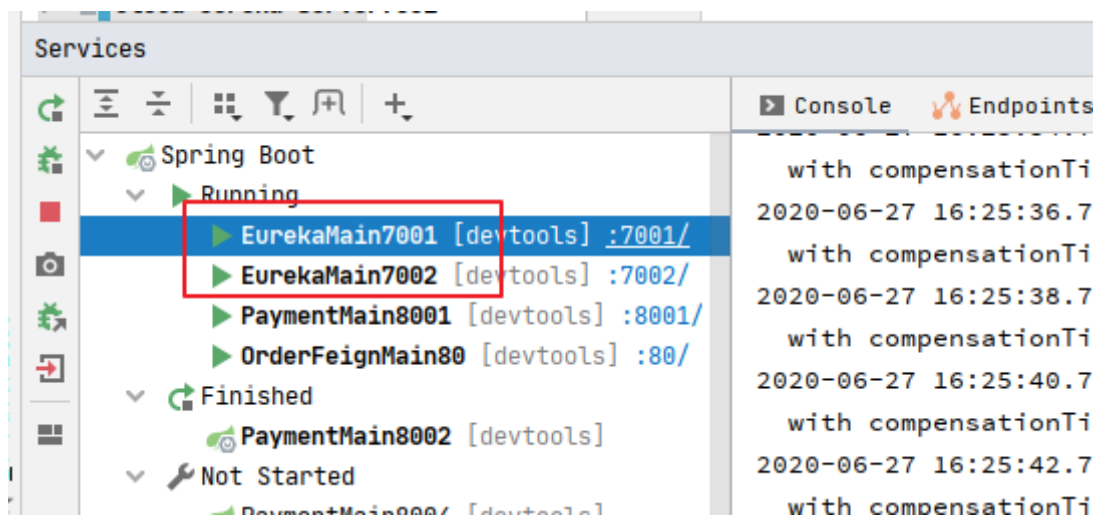 Services
Console Endpoints
Spring Boot
Running
EurekaMain7001 [devtools] :7001/
EurekaMain7002 [devtools] :7002/
PaymentMain8001 [devtools] :8001/
OrderFeignMain80 [devtools] :80/
Finished
PaymentMain8002 [devtools]
Not Started
with compensationTi
2020-06-27 16:25:36.7
with compensationTi
2020-06-27 16:25:38.7
with compensationTi
2020-06-27 16:25:40.7
with compensationTi
2020-06-27 16:25:42.7
with compensationTi